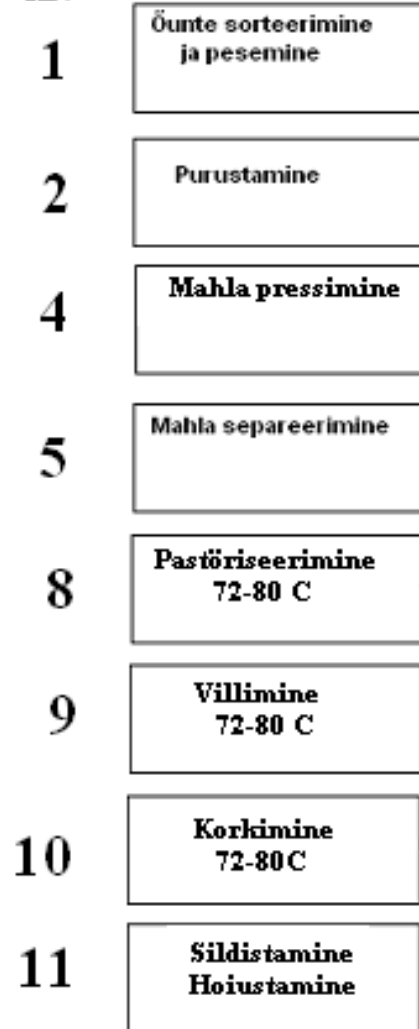 1
Õunte sorteerimine
ja pesemine
2
Purustamine
4
Mahla pressimine
5
Mahla separeerimine
8
Pastöriseerimine
72-80 C
9
Villimine
72-80 C
10
Korkimine
72-80C
11
Sildistamine
Hoiustamine